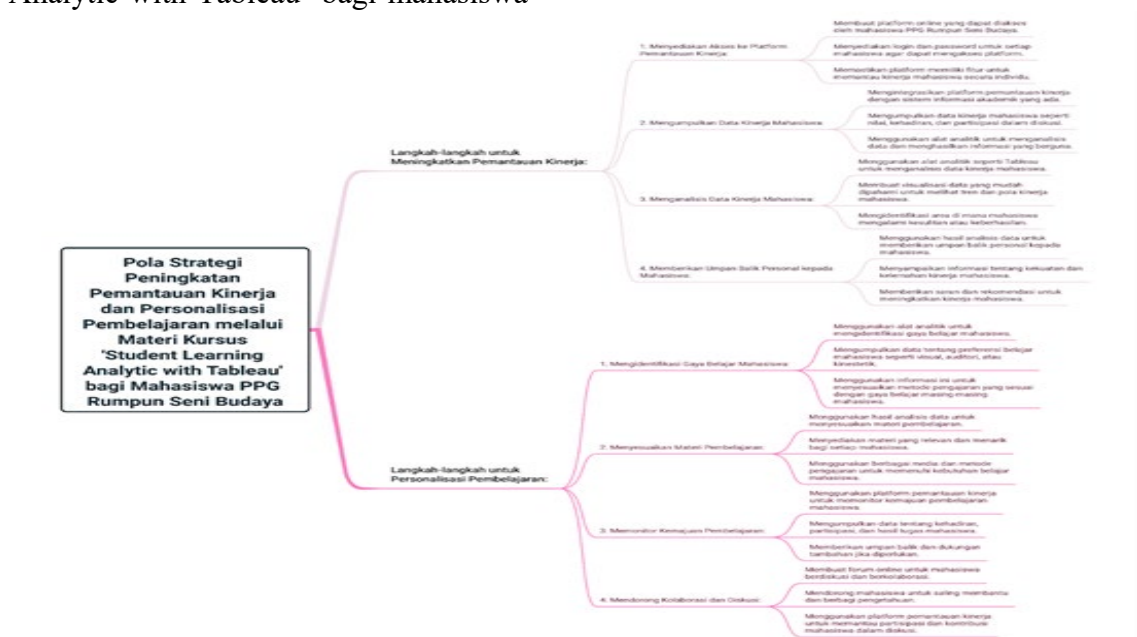 Analytic with Tableau" bagi mahasiswa
Pola Strategi
Peningkatan
Pemantauan Kinerja
dan Personalisasi
Pembelajaran melalui
Materi Kursus
'Student Learning
Analytic with Tableau'
bagi Mahasiswa PPG
Rumpun Seni Budaya
Langkah-langkah untuk
Meningkatkan Pemantauan Kinerja:
1. Menyediakan Akses ke Platform
Pemantauan Kinerja:
Membuat platform online yang dapat diakses
oleh mahasiswa PPG Rumpun Seni Budaya.
Menyediakan login dan password untuk setiap
mahasiswa agar dapat mengakses platform.
Memastikan platform memiliki fitur untuk
memantau kinerja mahasiswa secara individu.
2. Mengumpulkan Data Kinerja Mahasiswa:
Mengintegrasikan platform pemantauan kinerja
dengan sistem informasi akademik yang ada.
Mengumpulkan data kinerja mahasiswa seperti
nilai, kehadiran, dan partisipasi dalam diskusi.
Menggunakan alat analitik untuk menganalisis
data dan menghasilkan informasi yang berguna.
3. Menganalisis Data Kinerja Mahasiswa:
Menggunakan alat analitik seperti Tableau
untuk menganalisis data kinerja mahasiswa.
Membuat visualisasi data yang mudah
dipahami untuk melihat tren dan pola kinerja
mahasiswa.
Mengidentifikasi area di mana mahasiswa
mengalami kesulitan atau keberhasilan.
4. Memberikan Umpan Balik Personal kepada
Mahasiswa:
Menggunakan hasil analisis data untuk
memberikan umpan balik personal kepada
mahasiswa.
Menyampaikan informasi tentang kekuatan dan
kelemahan kinerja mahasiswa.
Memberikan saran dan rekomendasi untuk
meningkatkan kinerja mahasiswa.
Langkah-langkah untuk
Personalisasi Pembelajaran:
1. Mengidentifikasi Gaya Belajar Mahasiswa:
Menggunakan alat analitik untuk
mengidentifikasi gaya belajar mahasiswa.
Mengumpulkan data tentang preferensi belajar
mahasiswa seperti visual, auditori, atau
kinestetik.
Menggunakan informasi ini untuk
menyesuaikan metode pengajaran yang sesuai
dengan gaya belajar masing-masing
mahasiswa.
2. Menyesuaikan Materi Pembelajaran:
Menggunakan hasil analisis data untuk
menyesuaikan materi pembelajaran.
Menyediakan materi yang relevan dan menarik
bagi setiap mahasiswa.
Menggunakan berbagai media dan metode
pengajaran untuk memenuhi kebutuhan belajar
mahasiswa.
3. Memonitor Kemajuan Pembelajaran:
Menggunakan platform pemantauan kinerja
untuk memonitor kemajuan pembelajaran
mahasiswa.
Mengumpulkan data tentang kehadiran,
partisipasi, dan hasil tugas mahasiswa.
Memberikan umpan balik dan dukungan
tambahan jika diperlukan.
4. Mendorong Kolaborasi dan Diskusi:
Membuat forum online untuk mahasiswa
berdiskusi dan berkolaborasi.
Mendorong mahasiswa untuk saling membantu
dan berbagi pengetahuan.
Menggunakan platform pemantauan kinerja
untuk memantau partisipasi dan kontribusi
mahasiswa dalam diskusi.